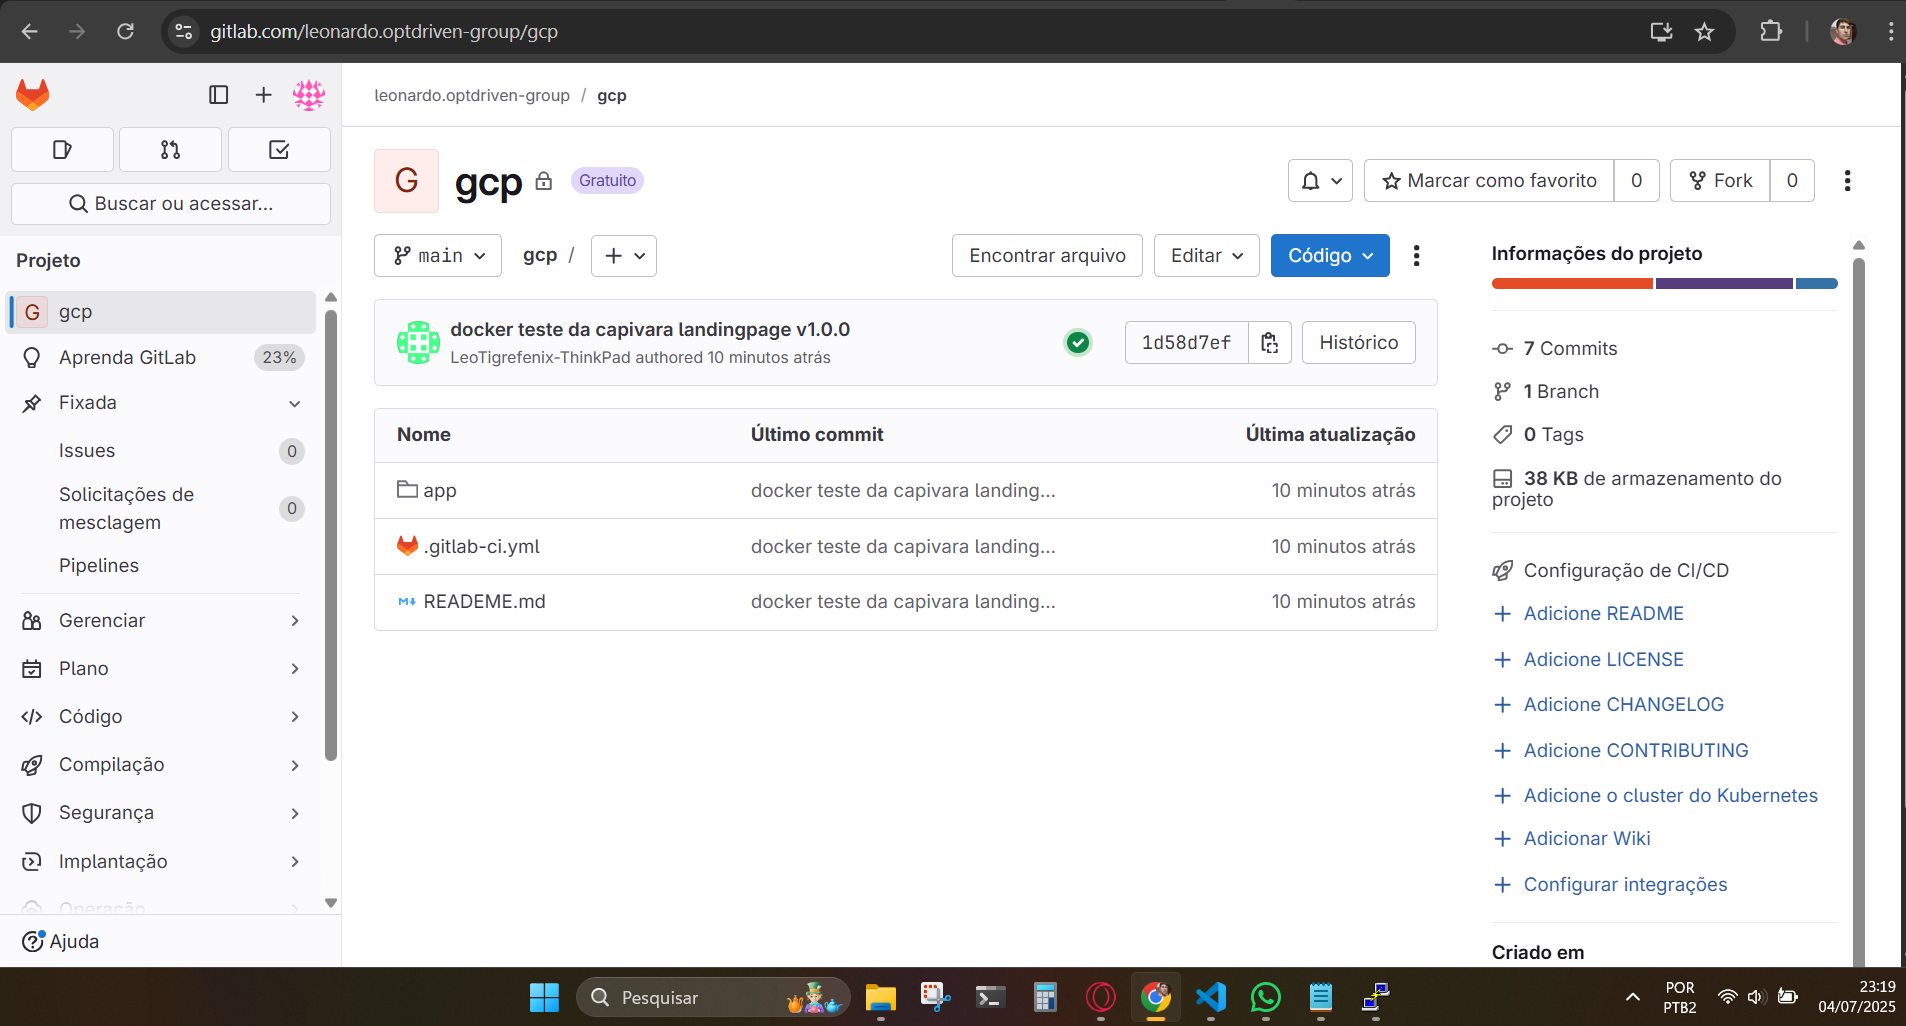 gitlab.com/leonardo.optdriven-group/gcp
leonardo.optdriven-group / gcp
Buscar ou acessar...
Projeto
G gcp
Aprenda GitLab 23%
Fixada
Issues 0
Solicitações de
mesclagem 0
Pipelines
Gerenciar
Plano
Código
Compilação
Segurança
Implantação
Operação
Ajuda
G gcp Gratuito
Marcar como favorito 0
Fork 0
main gcp /
Encontrar arquivo
Editar
Código
docker teste da capivara landingpage v1.0.0
LeoTigrefenix-ThinkPad authored 10 minutos atrás
1d58d7ef
Histórico
Nome Último commit Última atualização
app docker teste da capivara landing... 10 minutos atrás
.gitlab-ci.yml docker teste da capivara landing... 10 minutos atrás
READEME.md docker teste da capivara landing... 10 minutos atrás
Informações do projeto
7 Commits
1 Branch
0 Tags
38 KB de armazenamento do
projeto
Configuração de CI/CD
Adicione README
Adicione LICENSE
Adicione CHANGELOG
Adicione CONTRIBUTING
Adicione o cluster do Kubernetes
Adicionar Wiki
Configurar integrações
Criado em
Pesquisar
POR
PTB2
23:19
04/07/2025